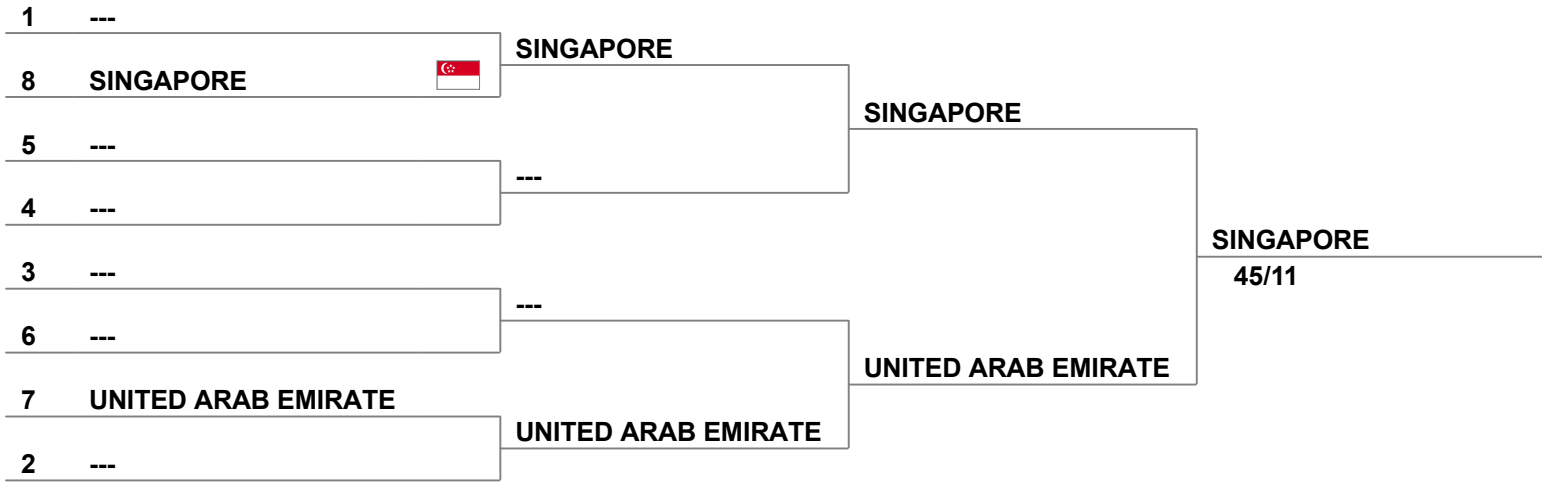 1 ---
SINGAPORE
8 SINGAPORE
SINGAPORE
5 ---
---
4 ---
SINGAPORE
3 ---
45/11
---
6 ---
UNITED ARAB EMIRATE
7 UNITED ARAB EMIRATE
UNITED ARAB EMIRATE
2 ---